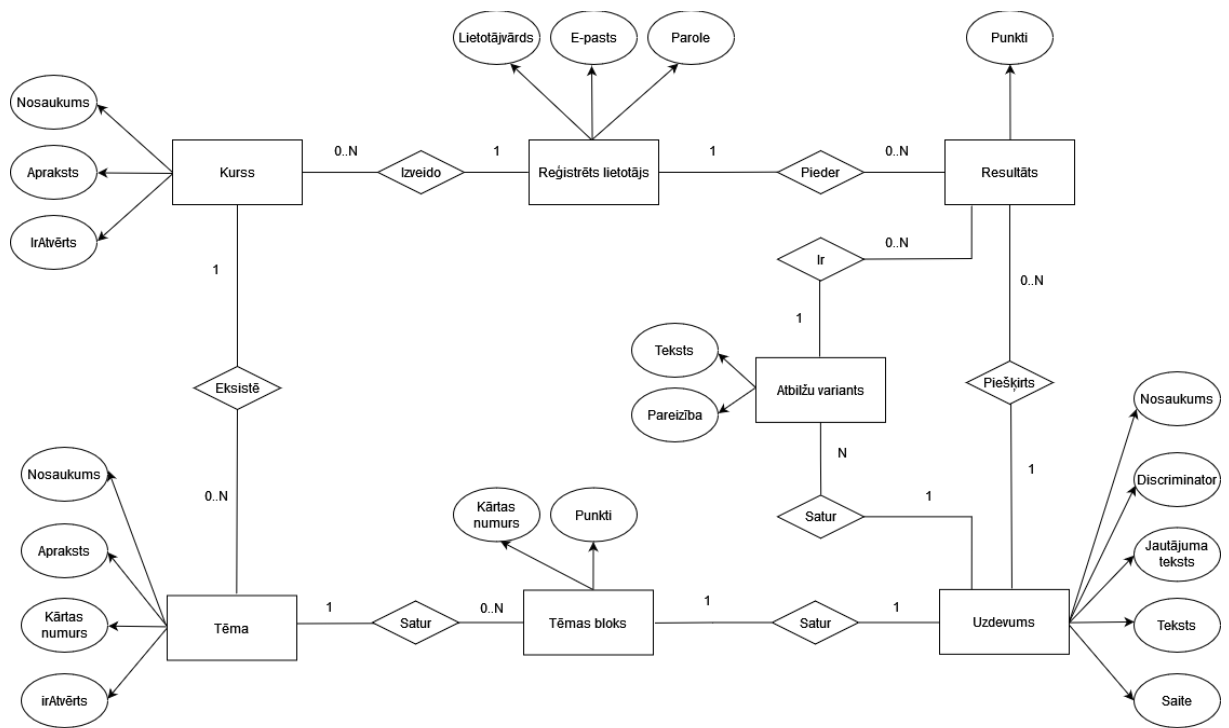 Lietotājvārds
E-pasts
Parole
Punkti
Nosaukums
Apraksts
IrAtvērts
Kurss
0..N
Izveido
1
Reģistrēts lietotājs
1
Pieder
0..N
Resultāts
1
Ir
0..N
0..N
1
Teksts
Pareizība
Atbilžu variants
Eksistē
Piešķirts
0..N
N
1
1
Satur
Nosaukums
Discriminator
Jautājuma
teksts
Teksts
Saite
Nosaukums
Apraksts
Kārtas
numurs
irAtvērts
Tēma
1
Satur
0..N
Kārtas
numurs
Punkti
Tēmas bloks
1
Satur
1
Uzdevums